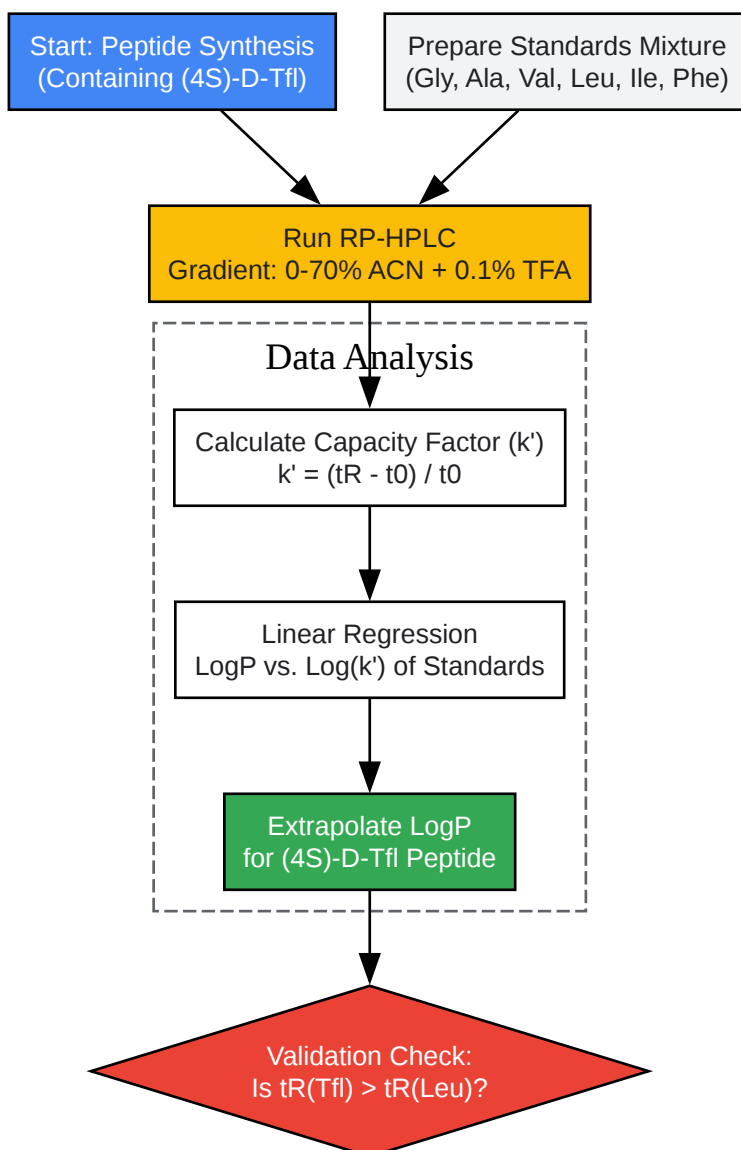 Start: Peptide Synthesis
(Containing (4S)-D-Tfl)
Prepare Standards Mixture
(Gly, Ala, Val, Leu, Ile, Phe)
Run RP-HPLC
Gradient: 0-70% ACN + 0.1% TFA
Data Analysis
Calculate Capacity Factor (k')
k' = (tR - t0) / t0
Linear Regression
LogP vs. Log(k') of Standards
Extrapolate LogP
for (4S)-D-Tfl Peptide
Validation Check:
Is tR(Tfl) > tR(Leu)?